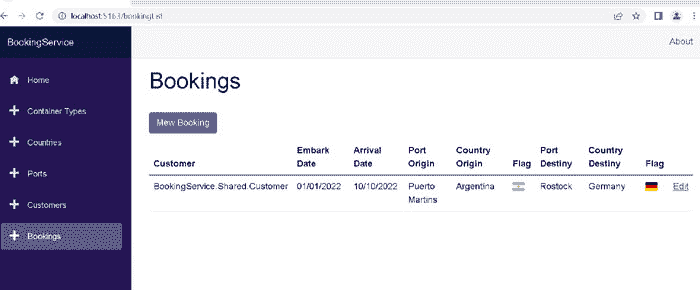 localhost:5163/bookinglist
BookingService
About
Home
Container Types
Countries
Ports
Customers
Bookings
Bookings
Mew Booking
Customer Embark Date Arrival Date Port Origin Country Origin Flag Port Destiny Country Destiny Flag
BookingService.Shared.Customer 01/01/2022 10/10/2022 Puerto Martins Argentina Rostock Germany Edit